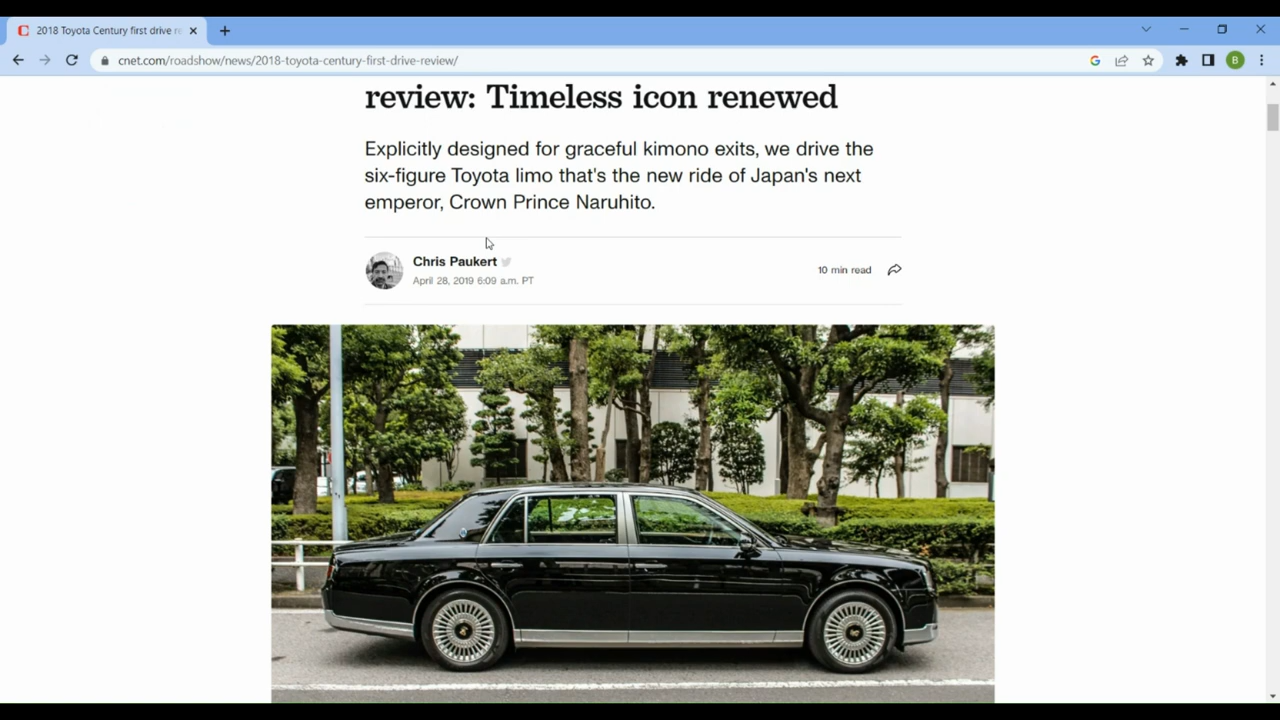 2018 Toyota Century first drive re
cnet.com/roadshow/news/2018-toyota-century-first-drive-review/
B
review: Timeless icon renewed
Explicitly designed for graceful kimono exits, we drive the
six-figure Toyota limo that's the new ride of Japan's next
emperor, Crown Prince Naruhito.
Chris Paukert
April 28, 2019 6:09 a.m. PT
10 min read